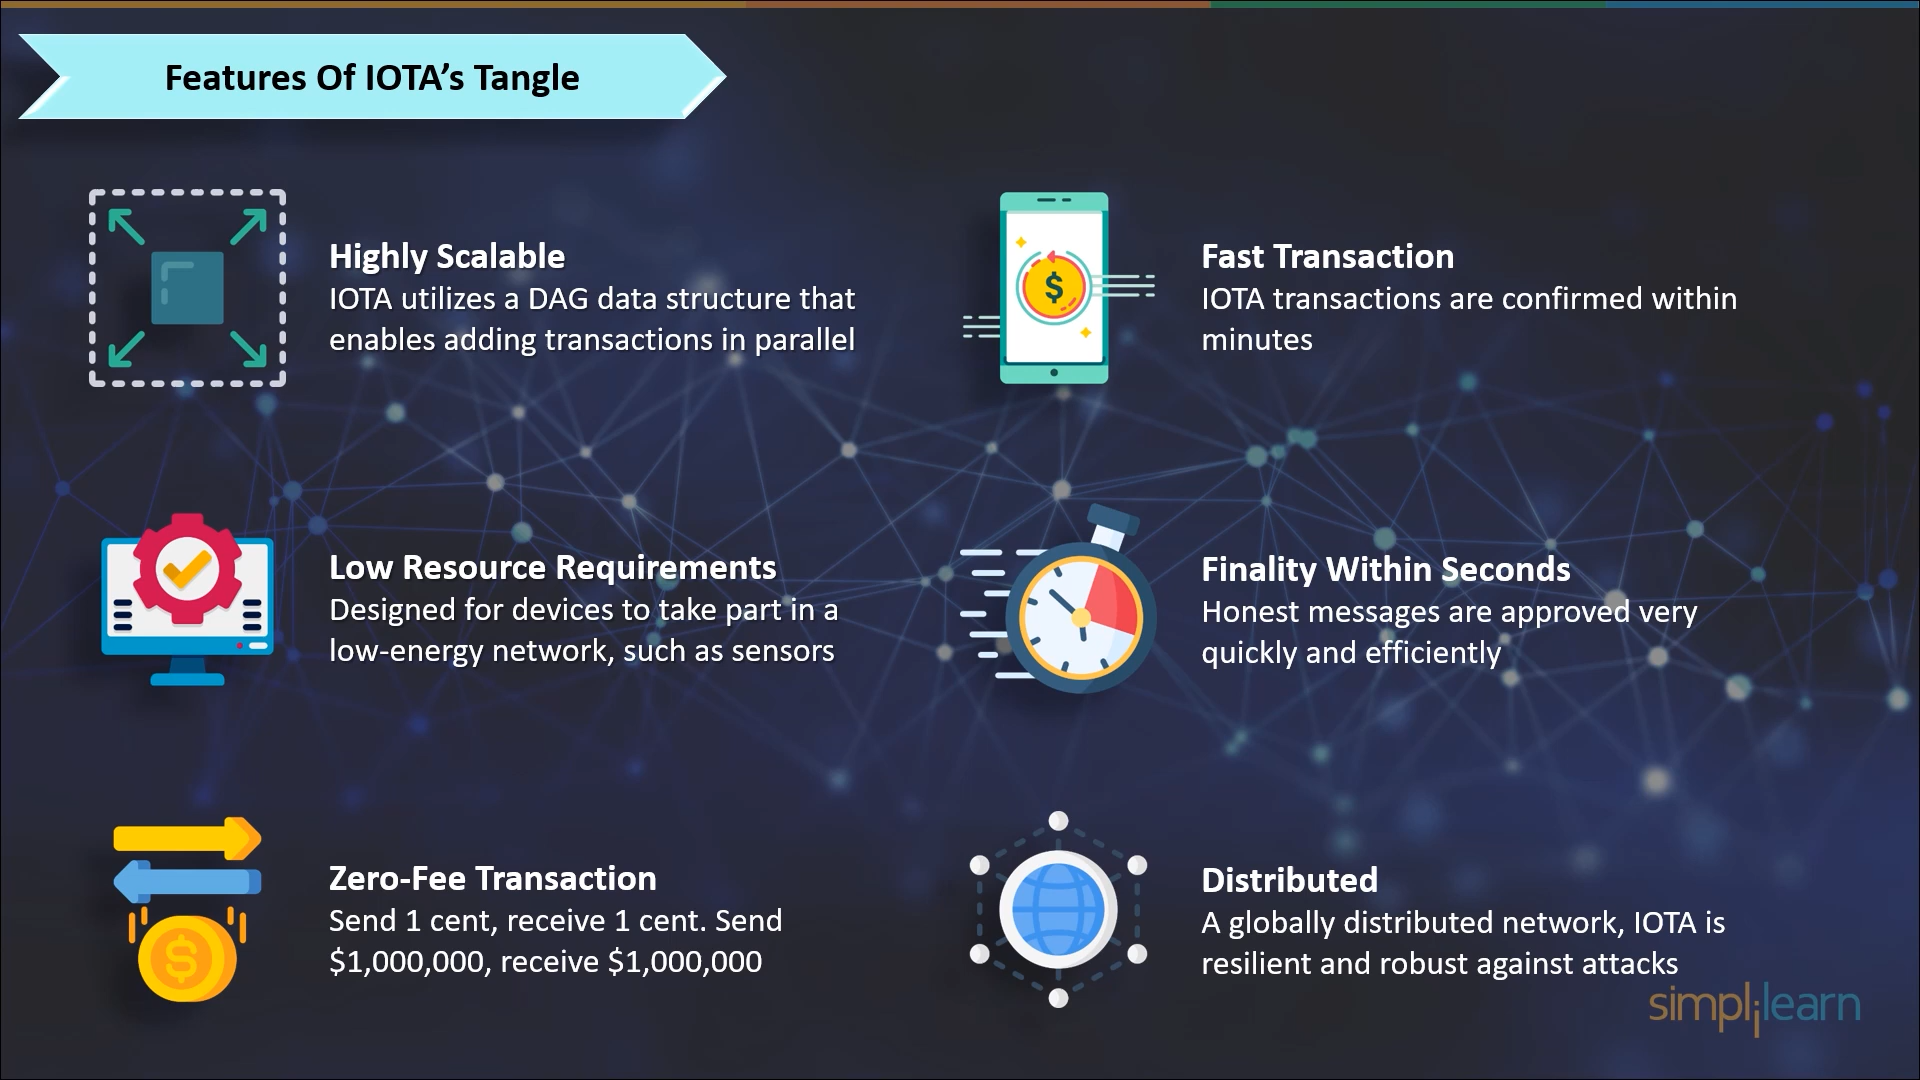 Features Of IOTA's Tangle
Highly Scalable
IOTA utilizes a DAG data structure that
enables adding transactions in parallel
Fast Transaction
IOTA transactions are confirmed within
minutes
Low Resource Requirements
Designed for devices to take part in a
low-energy network, such as sensors
Finality Within Seconds
Honest messages are approved very
quickly and efficiently
Zero-Fee Transaction
Send 1 cent, receive 1 cent. Send
$1,000,000, receive $1,000,000
Distributed
A globally distributed network, IOTA is
resilient and robust against attacks
simplilearn